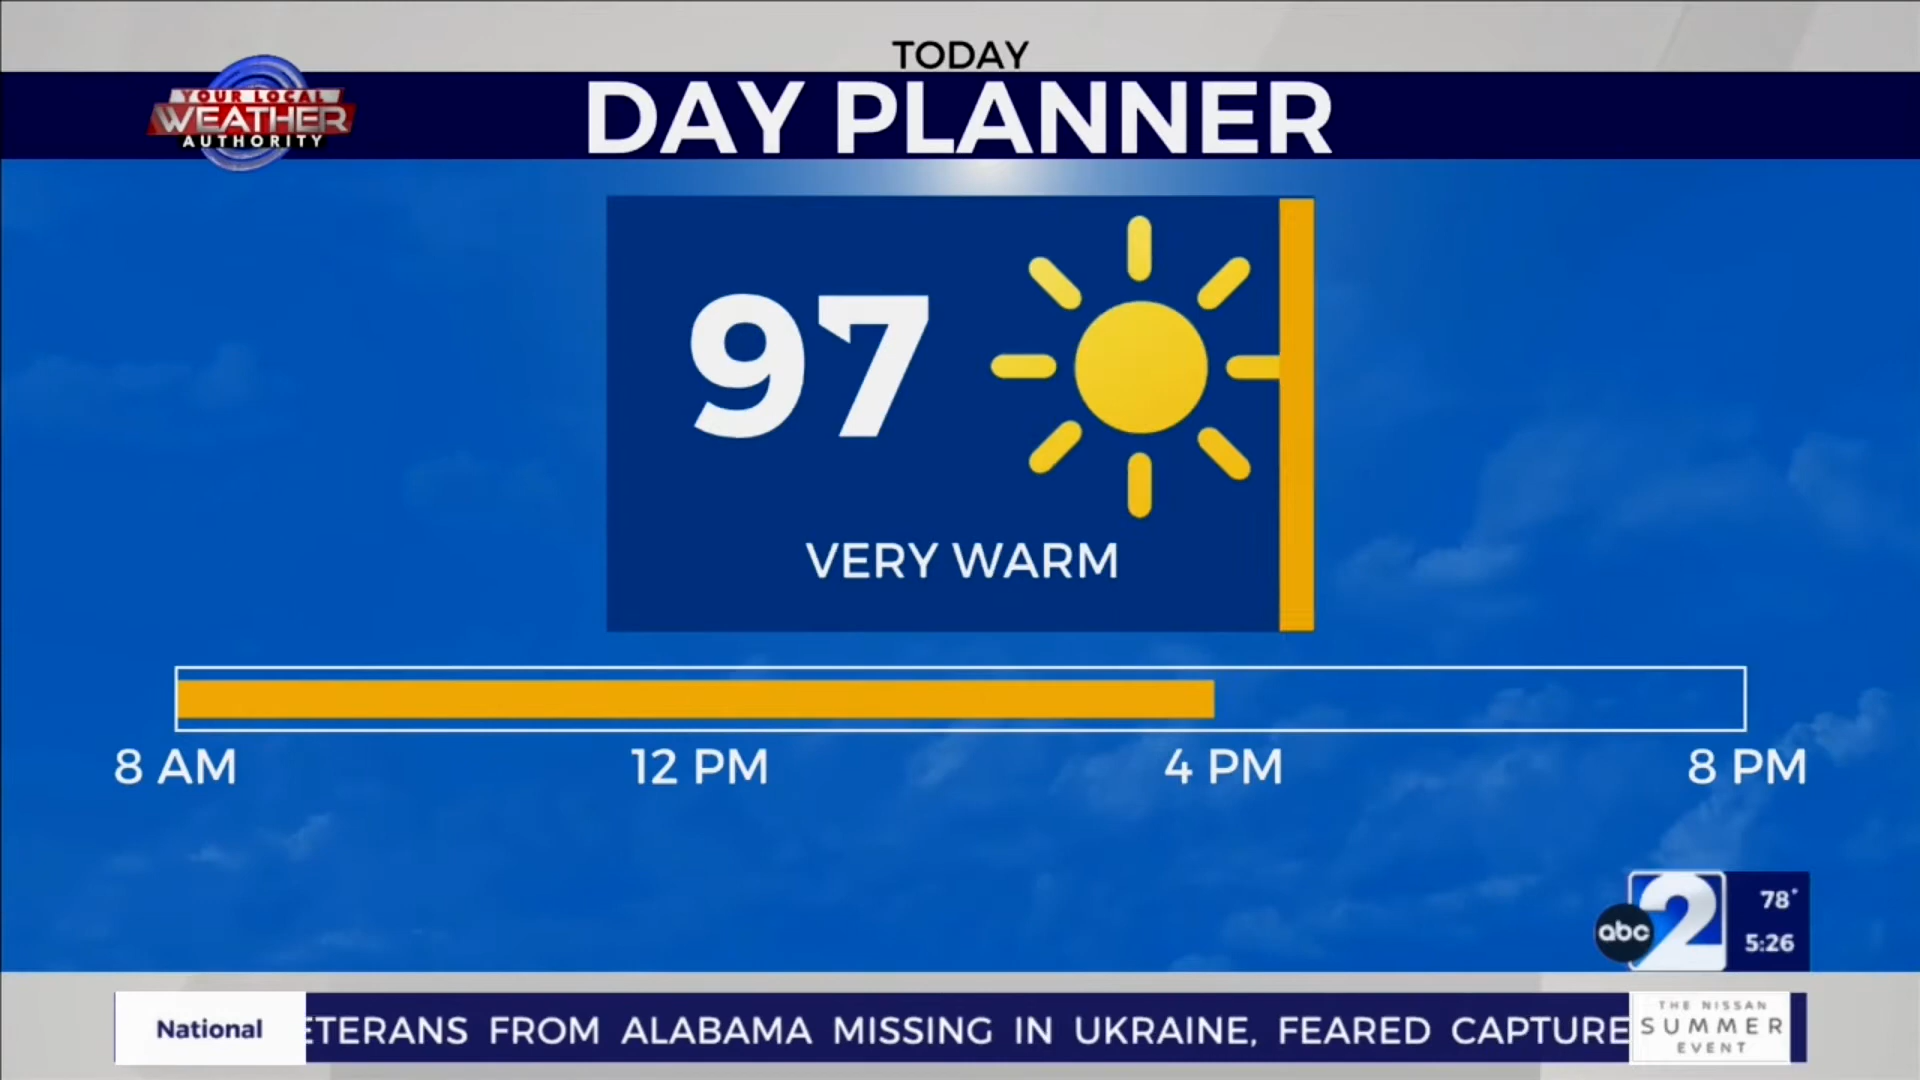 TODAY
DAY PLANNER
YOUR LOCAL
WEATHER
AUTHORITY
97
VERY WARM
8 AM 12 PM 4 PM 8 PM
abc 2
78°
5:26
National
ETERANS FROM ALABAMA MISSING IN UKRAINE, FEARED CAPTURE
THE NISSAN
SUMMER
EVENT